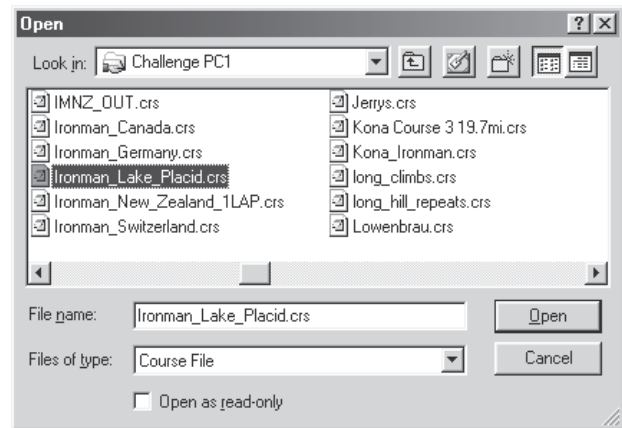 Open
Look in: Challenge PC1
IMNZ_OUT.crs
Ironman_Canada.crs
Ironman_Germany.crs
Ironman_Lake_Placid.crs
Ironman_New_Zealand_1LAP.crs
Ironman_Switzerland.crs
Jerrys.crs
Kona Course 3 19.7mi.crs
Kona_Ironman.crs
long_climbs.crs
long_hill_repeats.crs
Lowenbrau.crs
File name: Ironman_Lake_Placid.crs
Open
Files of type: Course File
Cancel
Open as read-only